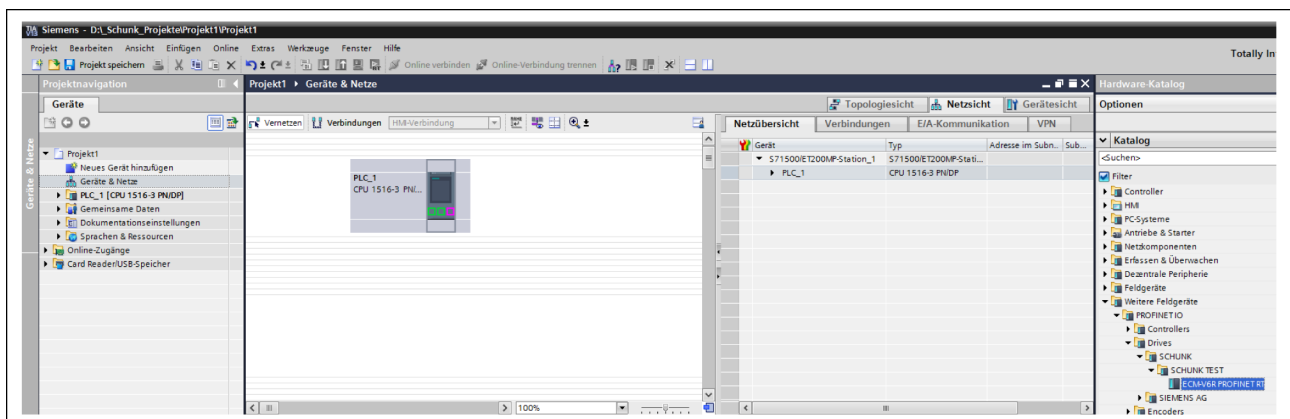 Siemens - D:\_Schunk_Projekte\Projekt1\Projekt1
Projekt Bearbeiten Ansicht Einfügen Online Extras Werkzeuge Fenster Hilfe
Totally In
Projekt speichern Online verbinden Online-Verbindung trennen
Projektnavigation
Geräte
Geräte & Netze
Projekt1
Neues Gerät hinzufügen
Geräte & Netze
PLC_1 [CPU 1516-3 PN/DP]
Gemeinsame Daten
Dokumentationseinstellungen
Sprachen & Ressourcen
Online-Zugänge
Card Reader/USB-Speicher
Projekt1 Geräte & Netze
Topologiesicht Netzsicht Gerätesicht
Vernetzen Verbindungen HMI-Verbindung
PLC_1
CPU 1516-3 PN/...
100%
Netzübersicht Verbindungen E/A-Kommunikation VPN
Gerät Typ Adresse im Subn... Sub...
S71500/ET200MP-Station_1 S71500/ET200MP-Stati...
PLC_1 CPU 1516-3 PN/DP
Hardware-Katalog
Optionen
Katalog
<Suchen>
Filter
Controller
HMI
PC-Systeme
Antriebe & Starter
Netzkomponenten
Erfassen & Überwachen
Dezentrale Peripherie
Feldgeräte
Weitere Feldgeräte
PROFINET IO
Controllers
Drives
SCHUNK
SCHUNK TEST
ECM-V6R PROFINET RT
SIEMENS AG
Encoders